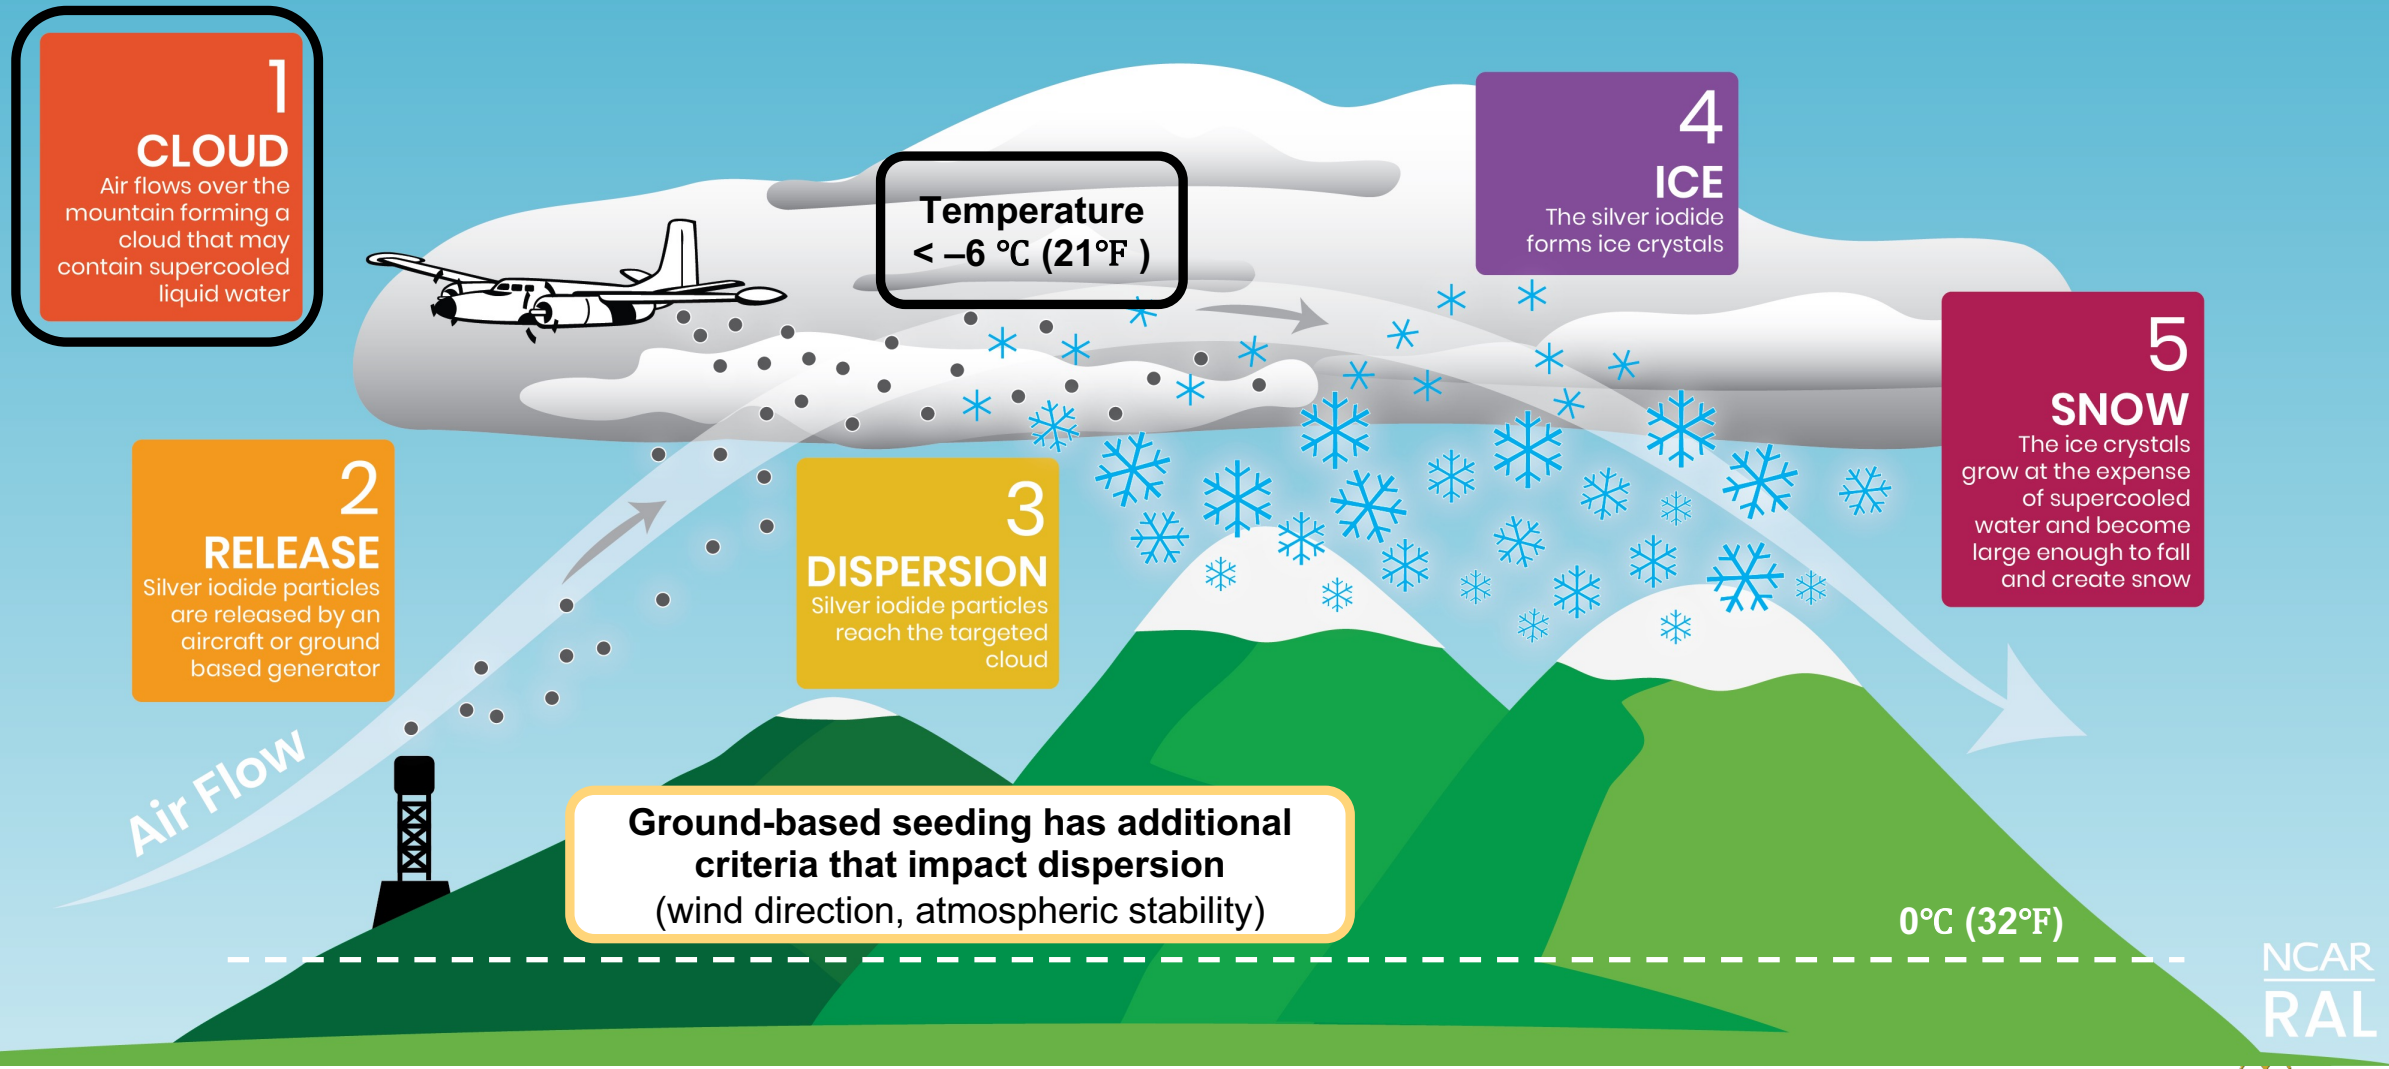 1
CLOUD
Air flows over the
mountain forming a
cloud that may
contain supercooled
liquid water
2
RELEASE
Silver iodide particles
are released by an
aircraft or ground
based generator
3
DISPERSION
Silver iodide particles
reach the targeted
cloud
Temperature
< –6 °C (21°F )
4
ICE
The silver iodide
forms ice crystals
5
SNOW
The ice crystals
grow at the expense
of supercooled
water and become
large enough to fall
and create snow
Air Flow
Ground-based seeding has additional
criteria that impact dispersion
(wind direction, atmospheric stability)
0°C (32°F)
NCAR
RAL